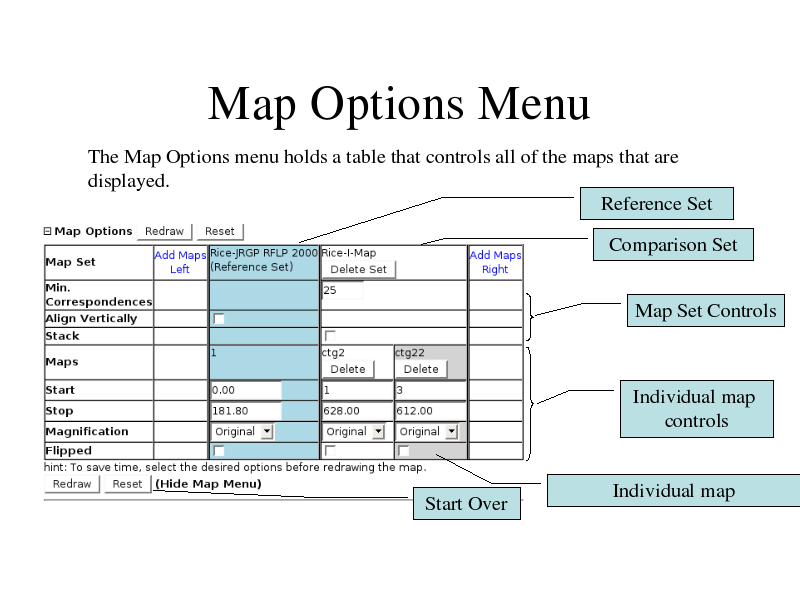 Map Options Menu
The Map Options menu holds a table that controls all of the maps that are
displayed.
Reference Set
Comparison Set
Map Set Controls
Individual map
controls
Individual map
Start Over
Map Options Redraw Reset
Map Set Add Maps Left Rice-JRGP RFLP 2000 (Reference Set) Rice-I-Map Delete Set Add Maps Right
Min. Correspondences 25
Align Vertically
Stack
Maps 1 ctg2 Delete ctg22 Delete
Start 0.00 1 3
Stop 181.80 628.00 612.00
Magnification Original Original Original
Flipped
hint: To save time, select the desired options before redrawing the map.
Redraw Reset (Hide Map Menu)